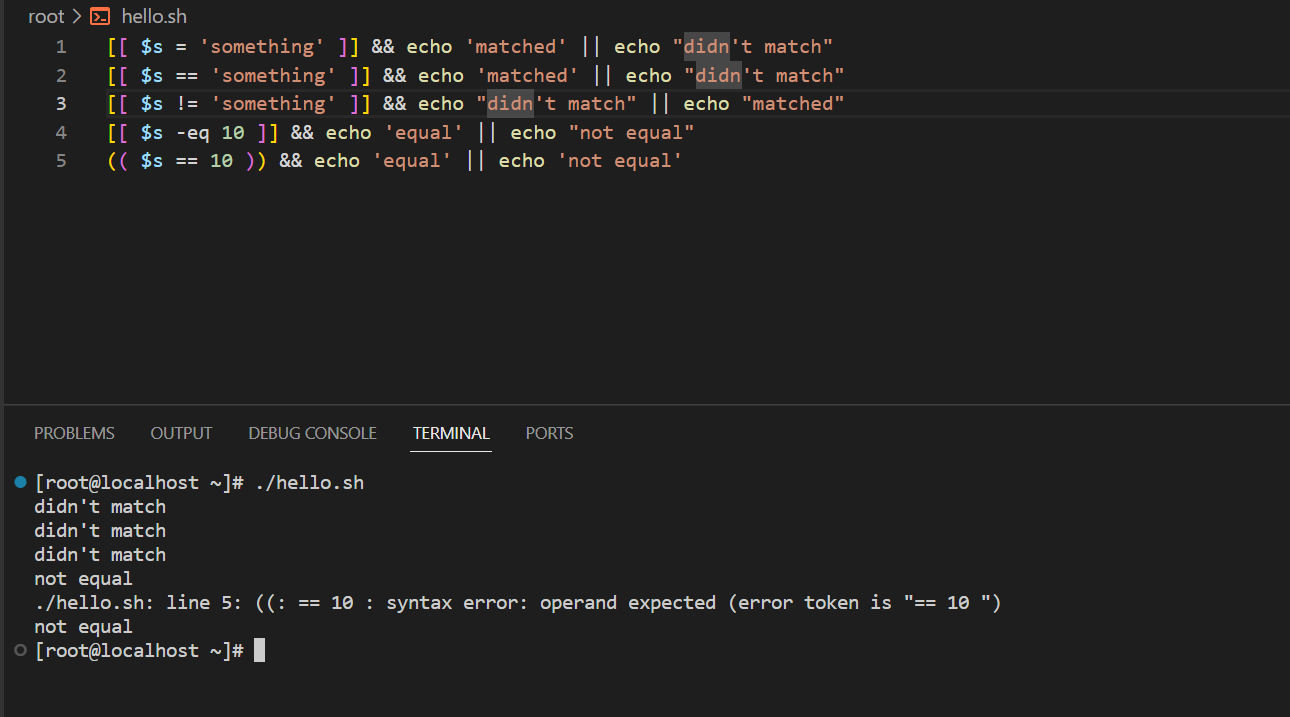 root > hello.sh
1 [[ $s = 'something' ]] && echo 'matched' || echo "didn't match"
2 [[ $s == 'something' ]] && echo 'matched' || echo "didn't match"
3 [[ $s != 'something' ]] && echo "didn't match" || echo "matched"
4 [[ $s -eq 10 ]] && echo 'equal' || echo "not equal"
5 (( $s == 10 )) && echo 'equal' || echo 'not equal'
PROBLEMS OUTPUT DEBUG CONSOLE TERMINAL PORTS
[root@localhost ~]# ./hello.sh
didn't match
didn't match
didn't match
not equal
./hello.sh: line 5: ((: == 10 : syntax error: operand expected (error token is "== 10 ")
not equal
[root@localhost ~]#